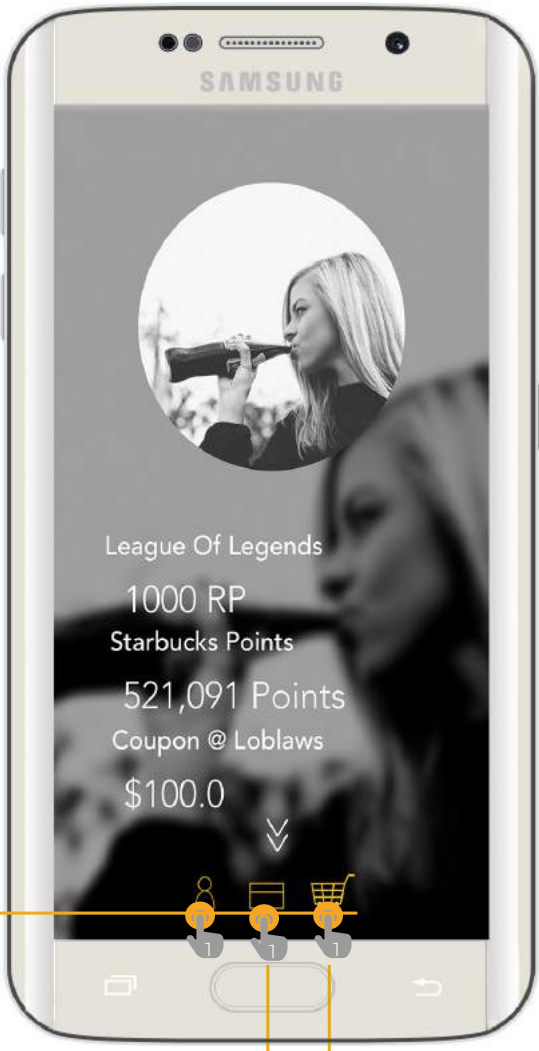 SAMSUNG
League Of Legends
1000 RP
Starbucks Points
521,091 Points
Coupon @ Loblaws
$100.0
1 1 1